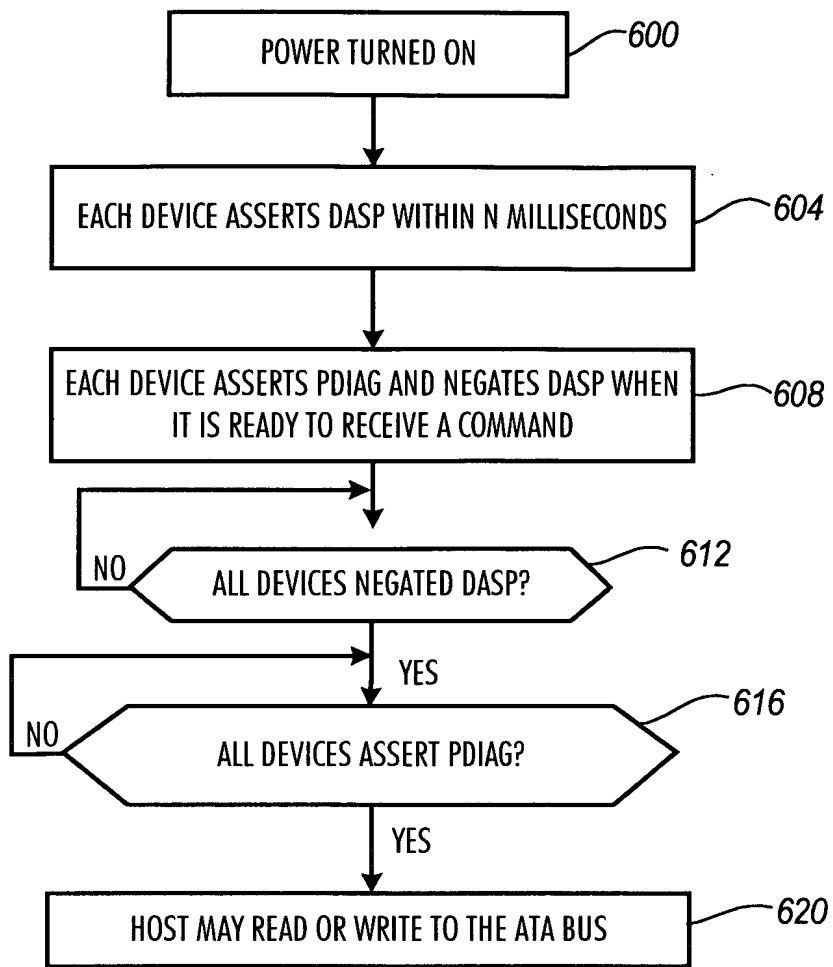 POWER TURNED ON
600
EACH DEVICE ASSERTS DASP WITHIN N MILLISECONDS
604
EACH DEVICE ASSERTS PDIAG AND NEGATES DASP WHEN
IT IS READY TO RECEIVE A COMMAND
608
NO
ALL DEVICES NEGATED DASP?
612
YES
NO
ALL DEVICES ASSERT PDIAG?
616
YES
HOST MAY READ OR WRITE TO THE ATA BUS
620